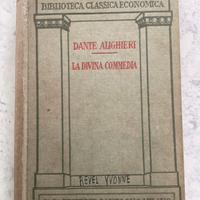 BIBLIOTECA CLASSICA ECONOMICA
DANTE ALIGHIERI
LA DIVINA COMMEDIA
REVEL YVONNE